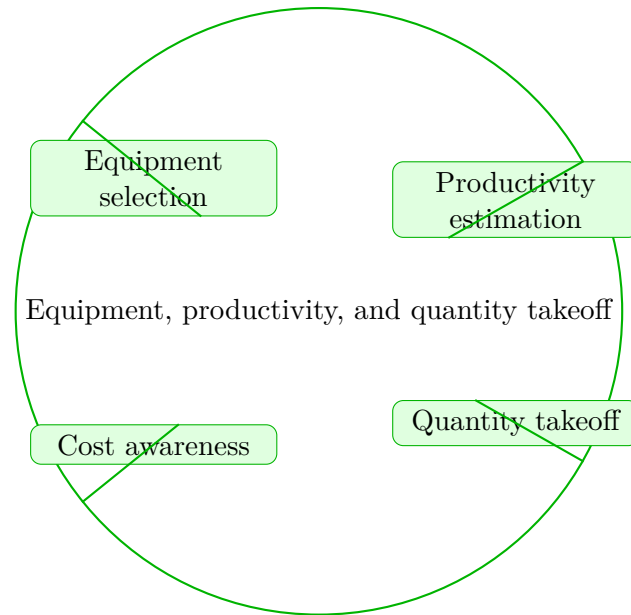 Equipment
selection
Productivity
estimation
Equipment, productivity, and quantity takeoff
Cost awareness
Quantity takeoff